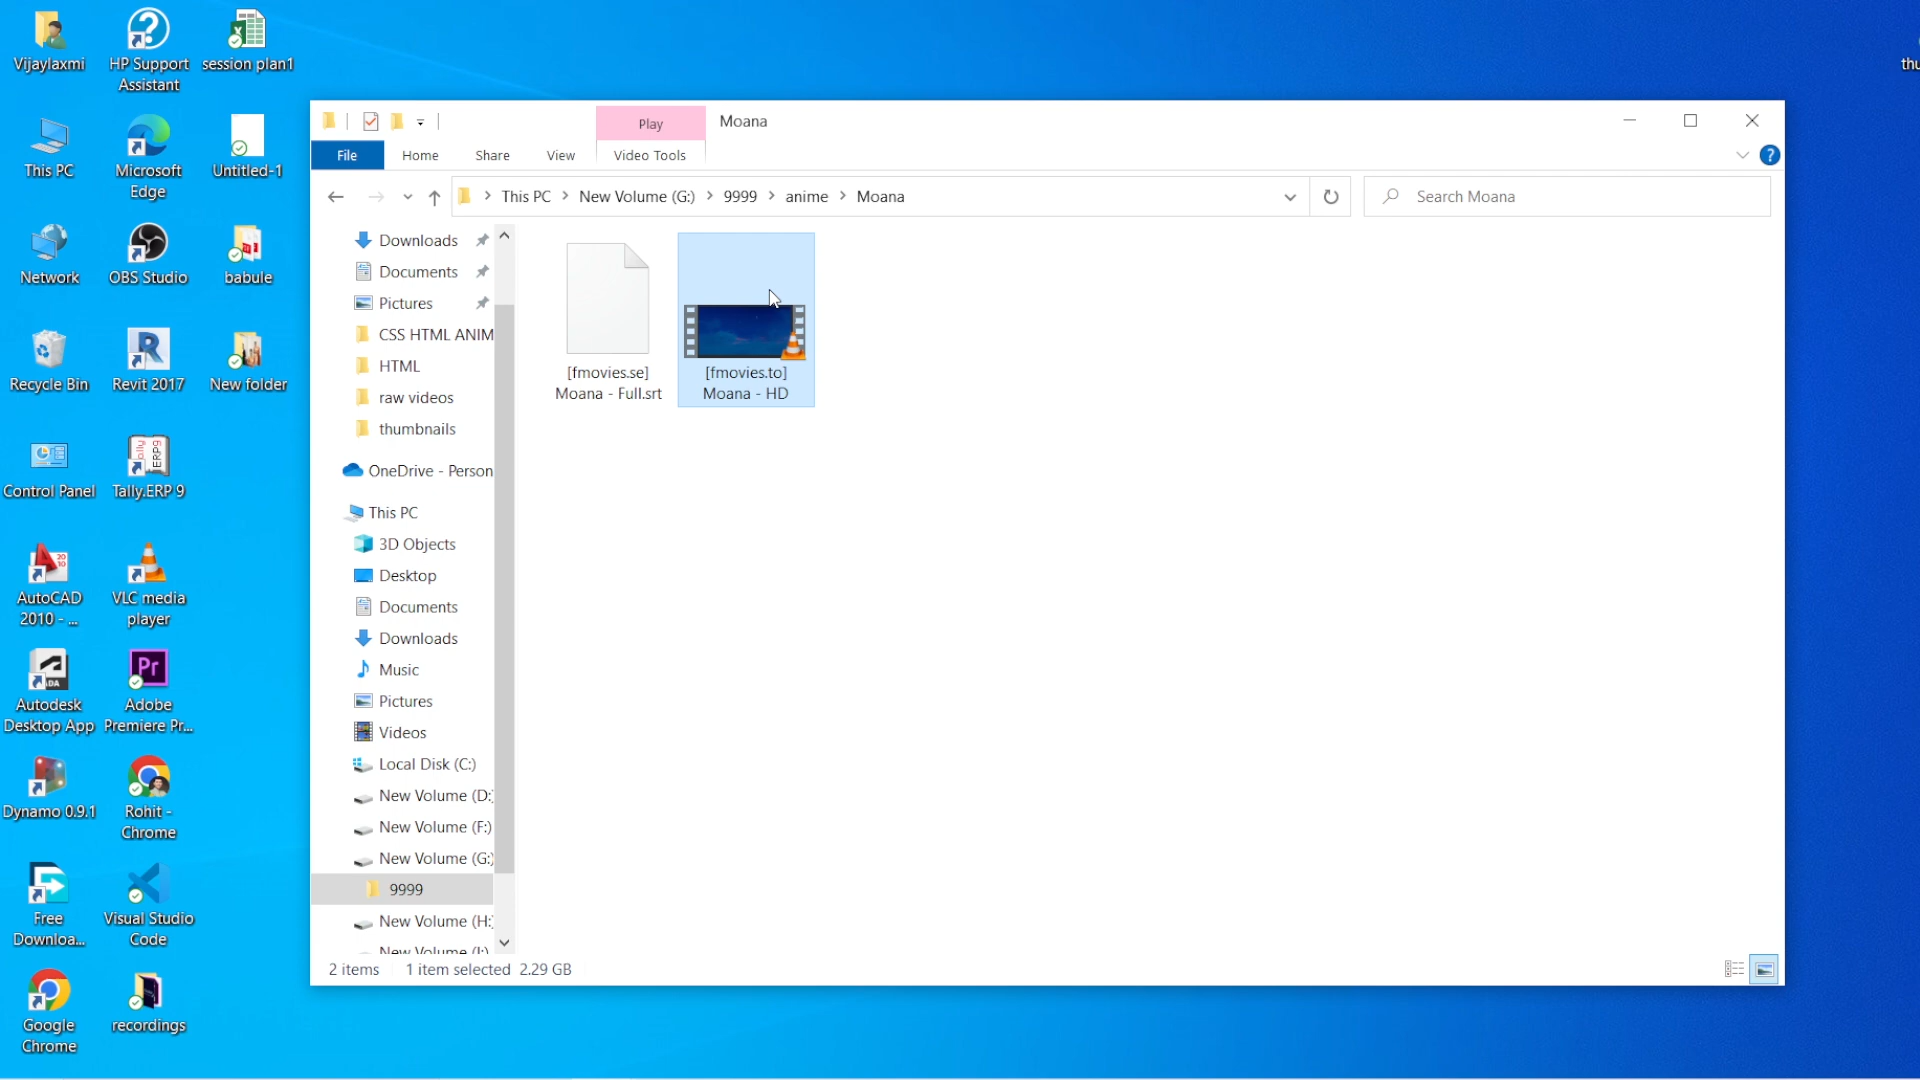 Vijaylaxmi
HP Support
Assistant
session plan1
This PC
Microsoft
Edge
Untitled-1
Network
OBS Studio
babule
Recycle Bin
Revit 2017
New folder
Control Panel
Tally.ERP 9
AutoCAD
2010 - ...
VLC media
player
Autodesk
Desktop App
Adobe
Premiere Pr...
Dynamo 0.9.1
Rohit -
Chrome
Free
Downloa...
Visual Studio
Code
Google
Chrome
recordings
thu
Play
Moana
File
Home
Share
View
Video Tools
This PC
New Volume (G:)
9999
anime
Moana
Search Moana
Downloads
Documents
Pictures
CSS HTML ANIM
HTML
raw videos
thumbnails
OneDrive - Person
This PC
3D Objects
Desktop
Documents
Downloads
Music
Pictures
Videos
Local Disk (C:)
New Volume (D:)
New Volume (F:)
New Volume (G:)
9999
New Volume (H:)
New Volume (I:)
[fmovies.se]
Moana - Full.srt
[fmovies.to]
Moana - HD
2 items
1 item selected 2.29 GB